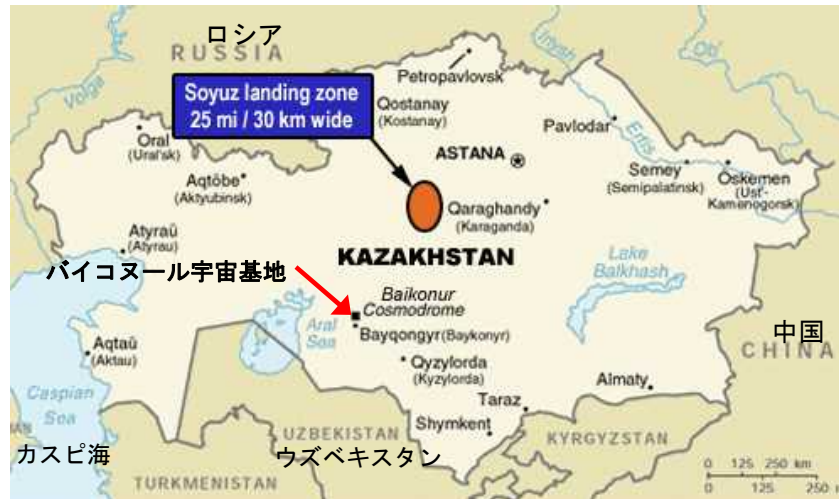 ロシア
RUSSIA
Irtysh
Ob'
Volga
Petropavlovsk
Soyuz landing zone
25 mi / 30 km wide
Qostanay
(Kostanay)
Pavlodar
Ertis
Oral
(Ural'sk)
ASTANA
Semey
(Semipalatinsk)
Öskemen
(Ust'-
Kamenogorsk)
Aqtöbe
(Aktyubinsk)
Qaraghandy
(Karaganda)
Atyraū
(Atyrau)
KAZAKHSTAN
Lake
Balkhash
バイコヌール宇宙基地
Baikonur
Cosmodrome
Aral
Sea
Bayqongyr(Baykonyr)
中国
CHINA
Aqtaū
(Aktau)
Qyzylorda
(Kyzylorda)
Almaty
Caspian
Sea
Taraz
Shymkent
UZBEKISTAN
KYRGYZSTAN
カスピ海
ウズベキスタン
TURKMENISTAN
0 125 250 km
0 125 250